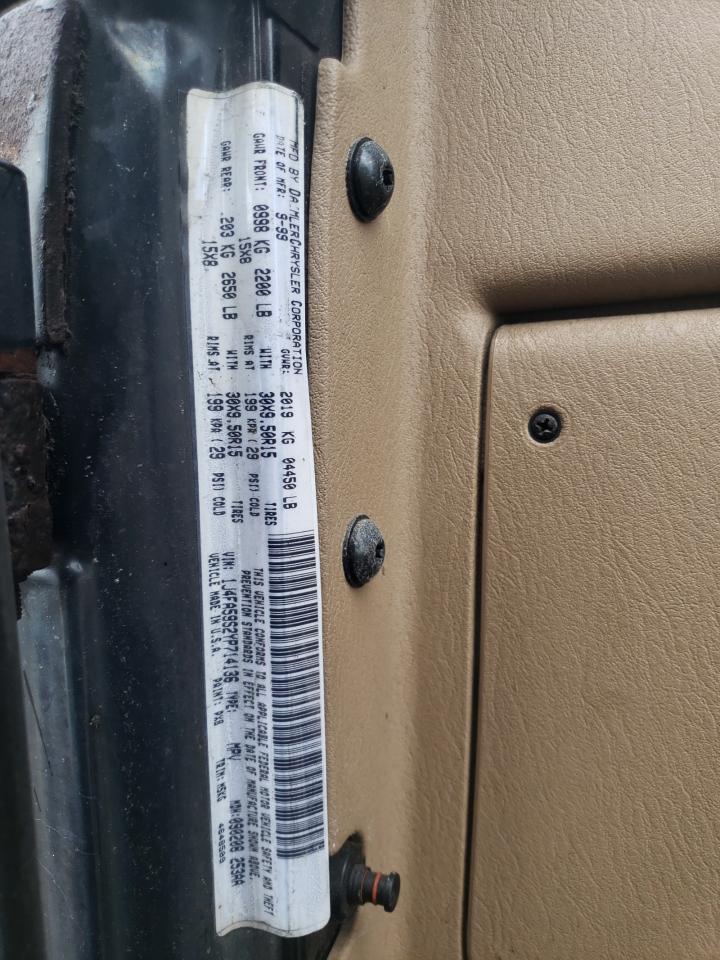 MFD BY DAIMLERCHRYSLER CORPORATION
DATE OF MFR: 9-99 GVWR: 2019 KG 04450 LB
GAWR FRONT: 0998 KG 2200 LB WITH 30X9.50R15 TIRES
15X8 RIMS AT 199 KPA ( 29 PSI) COLD
GAWR REAR: 203 KG 2650 LB WITH 30X9.50R15 TIRES
15X8. RIMS AT 199 KPA ( 29 PSI) COLD
THIS VEHICLE CONFORMS TO ALL APPLICABLE FEDERAL MOTOR VEHICLE SAFETY AND THEFT
PREVENTION STANDARDS IN EFFECT ON THE DATE OF MANUFACTURE SHOWN ABOVE.
VIN: 1J4FA59S2YP714136 TYPE: MPV MDH:090208 253AA
VEHICLE MADE IN U.S.A. PAINT: PX8 TRIM: 4648509